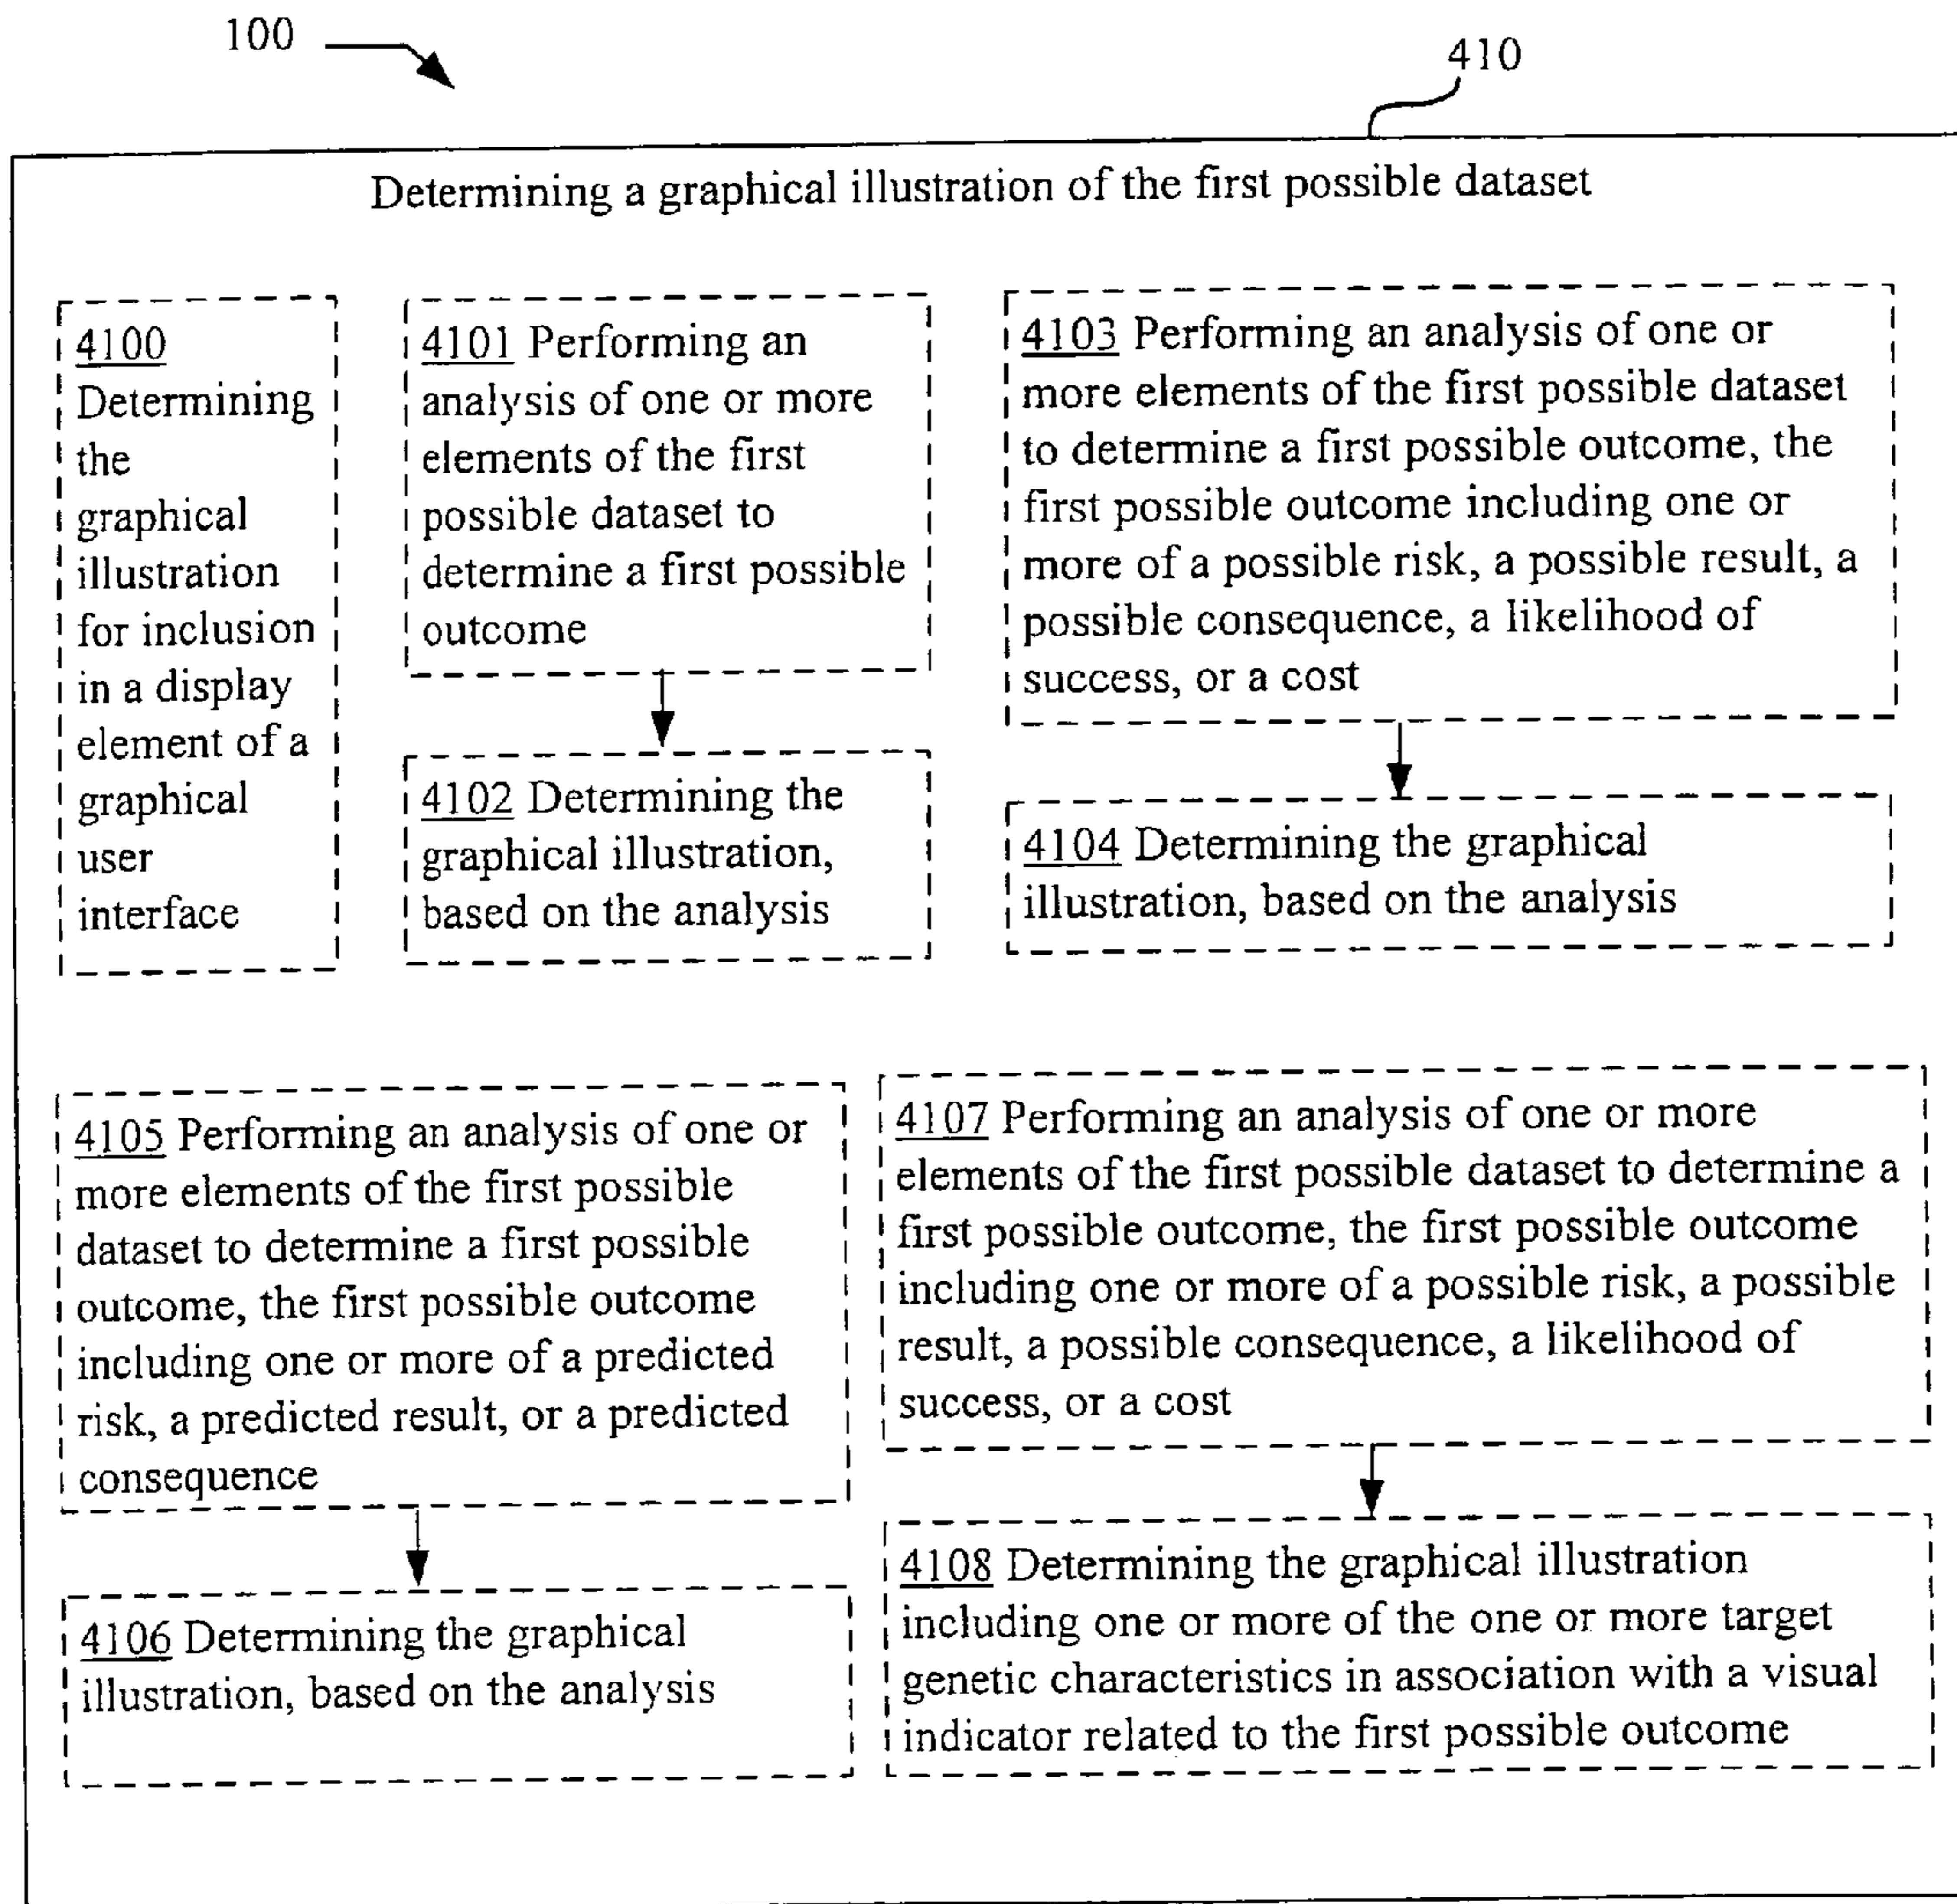 100
410
Determining a graphical illustration of the first possible dataset
4100
Determining
the
graphical
illustration
for inclusion
in a display
element of a
graphical
user
interface
4101 Performing an
analysis of one or more
elements of the first
possible dataset to
determine a first possible
outcome
4102 Determining the
graphical illustration,
based on the analysis
4103 Performing an analysis of one or
more elements of the first possible dataset
to determine a first possible outcome, the
first possible outcome including one or
more of a possible risk, a possible result, a
possible consequence, a likelihood of
success, or a cost
4104 Determining the graphical
illustration, based on the analysis
4105 Performing an analysis of one or
more elements of the first possible
dataset to determine a first possible
outcome, the first possible outcome
including one or more of a predicted
risk, a predicted result, or a predicted
consequence
4106 Determining the graphical
illustration, based on the analysis
4107 Performing an analysis of one or more
elements of the first possible dataset to determine a
first possible outcome, the first possible outcome
including one or more of a possible risk, a possible
result, a possible consequence, a likelihood of
success, or a cost
4108 Determining the graphical illustration
including one or more of the one or more target
genetic characteristics in association with a visual
indicator related to the first possible outcome